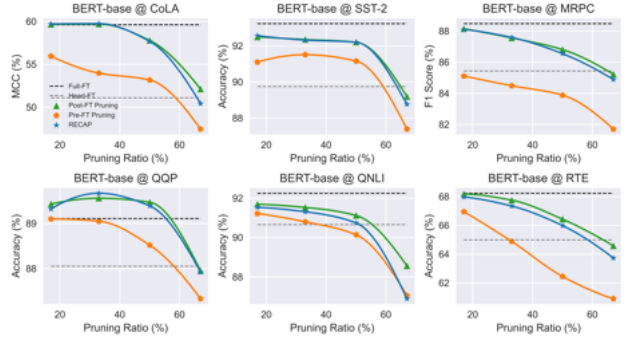 BERT-base @ CoLA
BERT-base @ SST-2
BERT-base @ MRPC
60
55
50
MCC (%)
Full-FT
Head-FT
Post-FT Pruning
Pre-FT Pruning
RECAP
20 40 60
Pruning Ratio (%)
92
90
88
Accuracy (%)
20 40 60
Pruning Ratio (%)
88
86
84
82
F1 Score (%)
20 40 60
Pruning Ratio (%)
BERT-base @ QQP
BERT-base @ QNLI
BERT-base @ RTE
89
88
Accuracy (%)
20 40 60
Pruning Ratio (%)
92
90
88
Accuracy (%)
20 40 60
Pruning Ratio (%)
68
66
64
62
Accuracy (%)
20 40 60
Pruning Ratio (%)